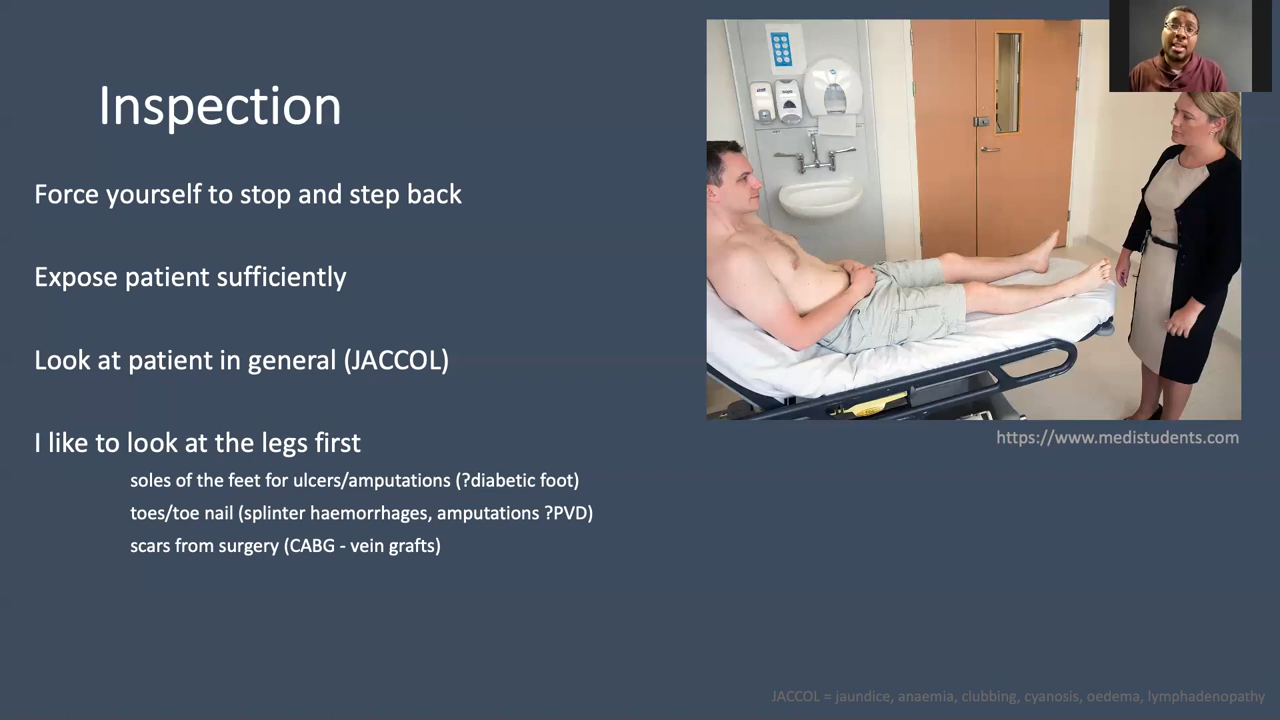 Inspection
Force yourself to stop and step back
Expose patient sufficiently
Look at patient in general (JACCOL)
I like to look at the legs first
soles of the feet for ulcers/amputations (?diabetic foot)
toes/toe nail (splinter haemorrhages, amputations ?PVD)
scars from surgery (CABG - vein grafts)
https://www.medistudents.com
JACCOL = jaundice, anaemia, clubbing, cyanosis, oedema, lymphadenopathy